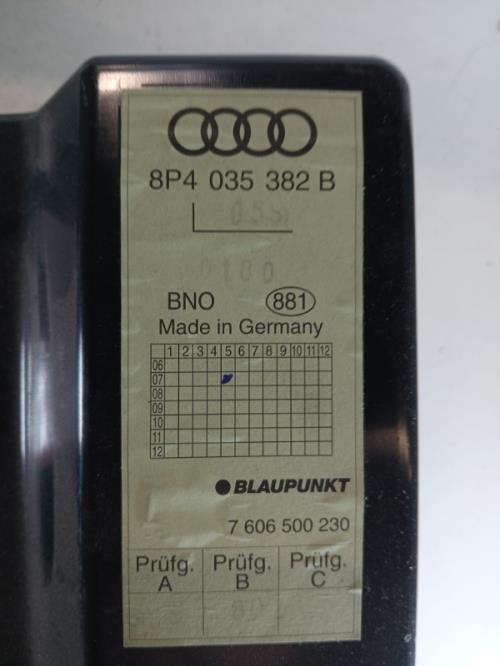 8P4 035 382 B
0100
BNO 881
Made in Germany
1 2 3 4 5 6 7 8 9 10 11 12
06
07
08
09
10
11
12
BLAUPUNKT
7 606 500 230
Prüfg. Prüfg. Prüfg.
A B C